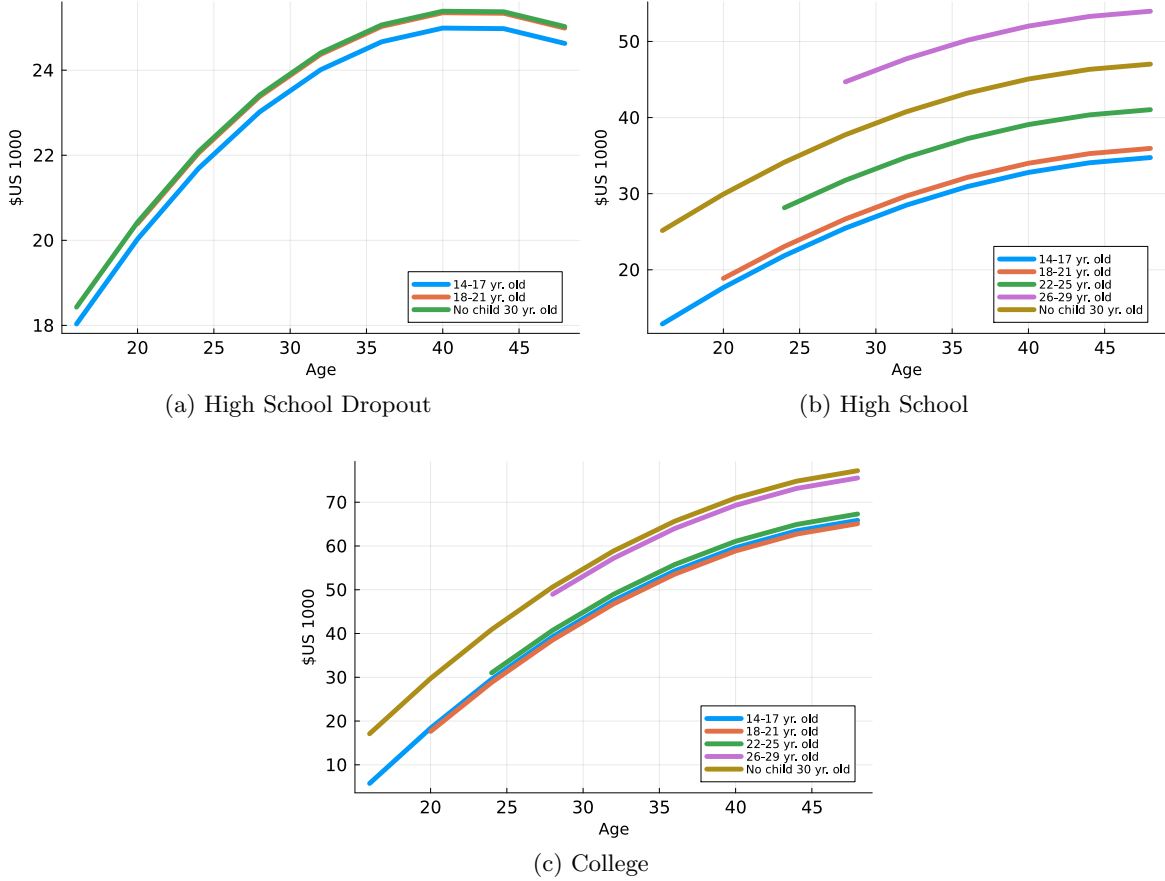 24
22
20
18
$US 1000
20 25 30 35 40 45
Age
14–17 yr. old
18–21 yr. old
No child 30 yr. old
(a) High School Dropout
50
40
30
20
$US 1000
20 25 30 35 40 45
Age
14–17 yr. old
18–21 yr. old
22–25 yr. old
26–29 yr. old
No child 30 yr. old
(b) High School
70
60
50
40
30
20
10
$US 1000
20 25 30 35 40 45
Age
14–17 yr. old
18–21 yr. old
22–25 yr. old
26–29 yr. old
No child 30 yr. old
(c) College